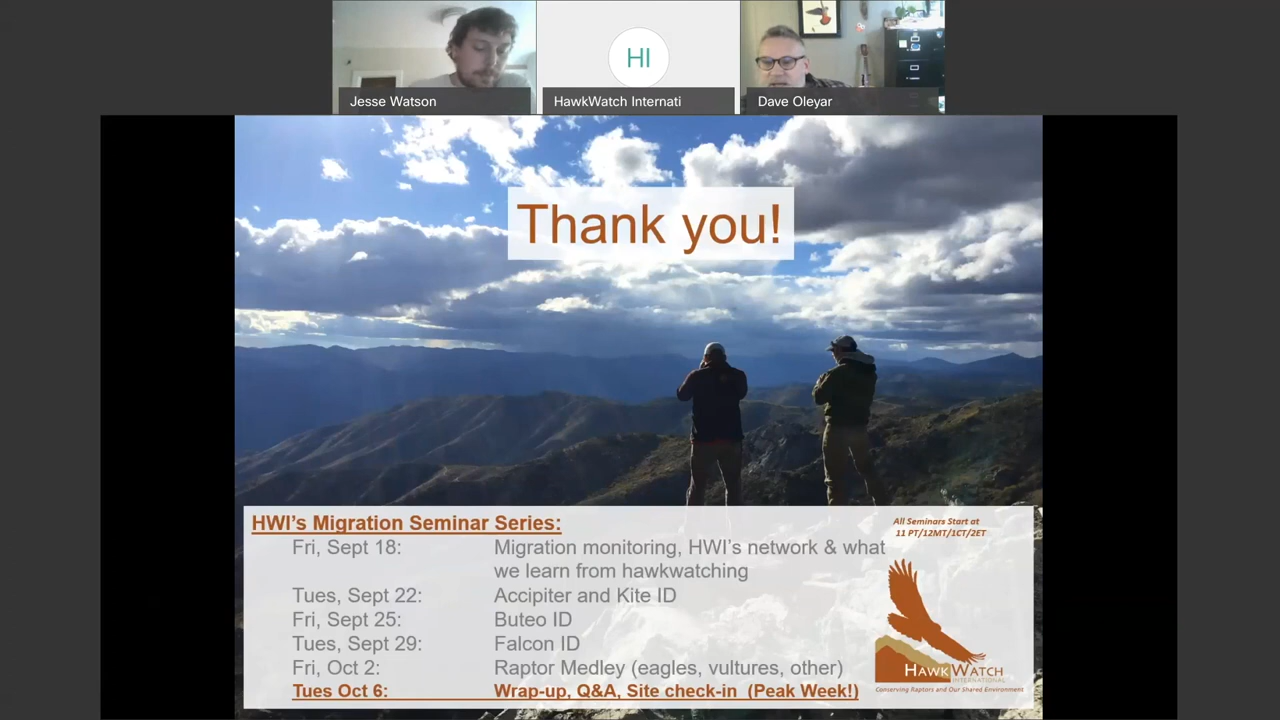 HI
Jesse Watson
HawkWatch Internati
Dave Oleyar
Thank you!
HWI's Migration Seminar Series:
All Seminars Start at
11 PT/12MT/1CT/2ET
Fri, Sept 18: Migration monitoring, HWI's network & what
we learn from hawkwatching
Tues, Sept 22: Accipiter and Kite ID
Fri, Sept 25: Buteo ID
Tues, Sept 29: Falcon ID
Fri, Oct 2: Raptor Medley (eagles, vultures, other)
Tues Oct 6: Wrap-up, Q&A, Site check-in (Peak Week!)
HAWKWATCH
INTERNATIONAL
Conserving Raptors and Our Shared Environment